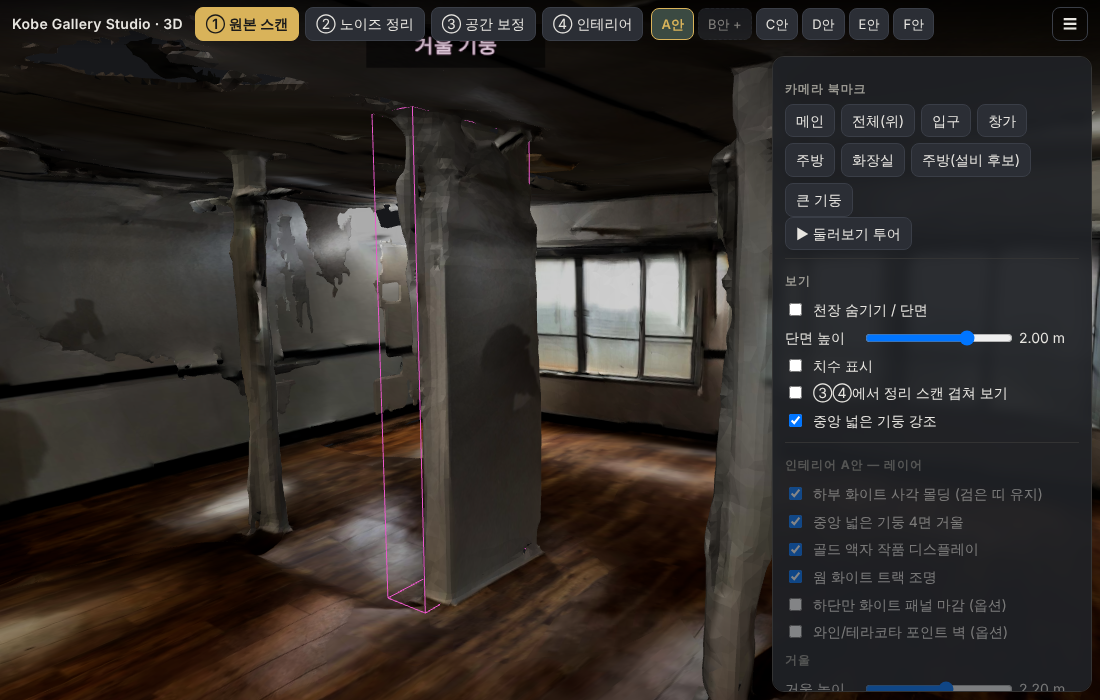 Kobe Gallery Studio · 3D ① 원본 스캔 ② 노이즈 정리 ③ 공간 보정 ④ 인테리어 A안 B안 + C안 D안 E안 F안 ☰
거울 기둥
카메라 북마크
메인 전체(위) 입구 창가
주방 화장실 주방(설비 후보)
큰 기둥
▶ 둘러보기 투어
보기
천장 숨기기 / 단면
단면 높이 2.00 m
치수 표시
③④에서 정리 스캔 겹쳐 보기
중앙 넓은 기둥 강조
인테리어 A안 — 레이어
하부 화이트 사각 몰딩 (검은 띠 유지)
중앙 넓은 기둥 4면 거울
골드 액자 작품 디스플레이
웜 화이트 트랙 조명
하단만 화이트 패널 마감 (옵션)
와인/테라코타 포인트 벽 (옵션)
거울
거울 높이 2.20 m